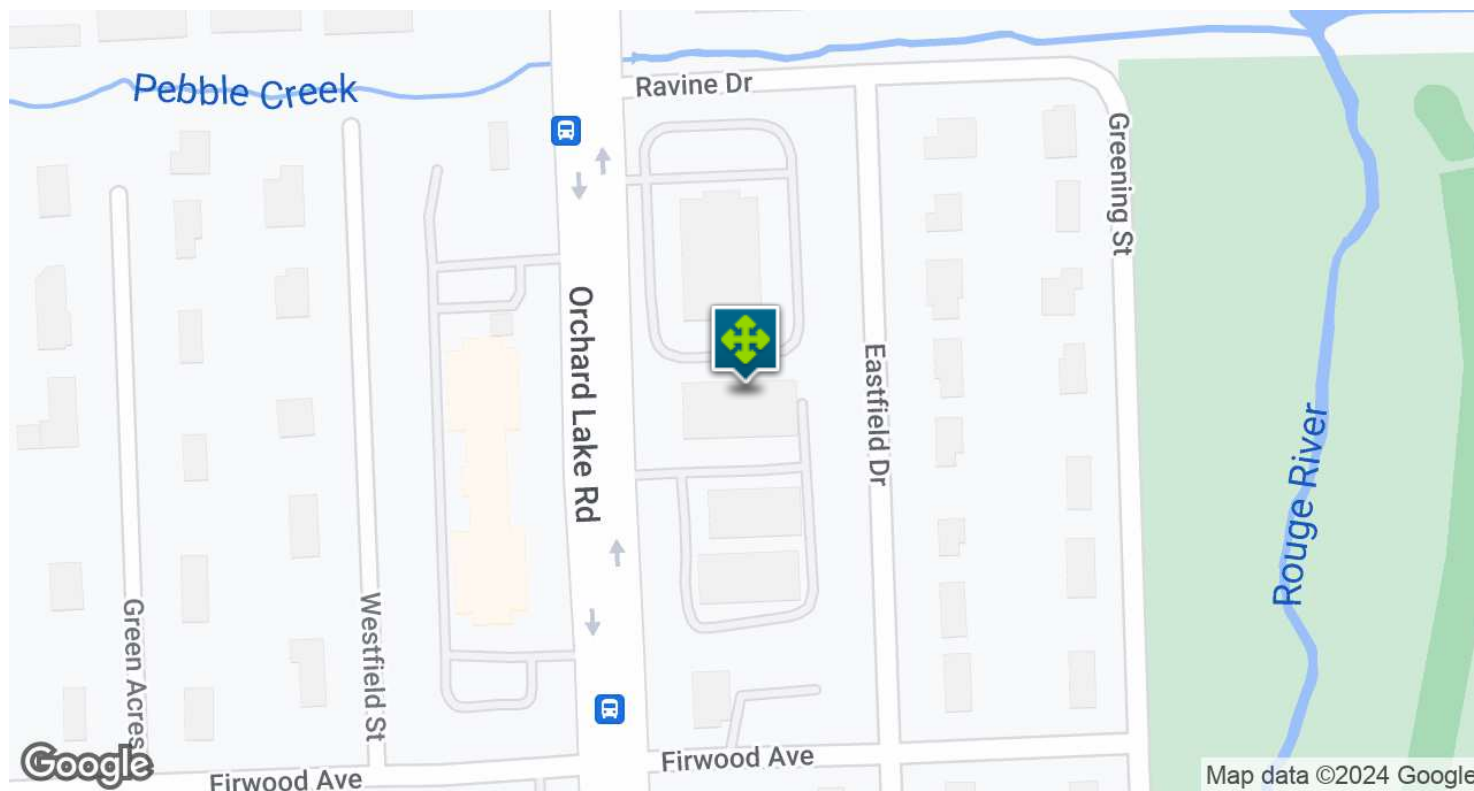 Pebble Creek
Ravine Dr
Greening St
Orchard Lake Rd
Eastfield Dr
Rouge River
Green Acres
Westfield St
Firwood Ave
Firwood Ave
Google
Map data ©2024 Google